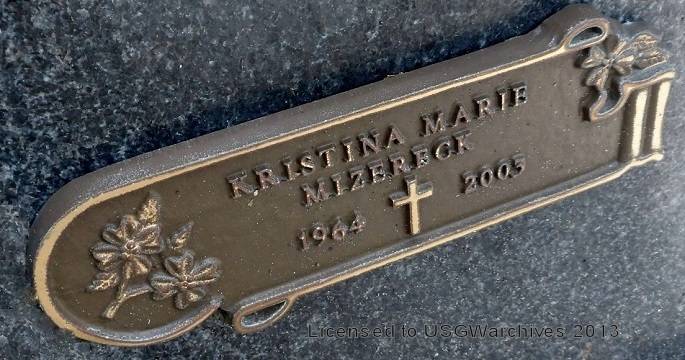 KRISTINA MARIE
MIZERECK
1964 2005
Licensed to USGWarchives 2013